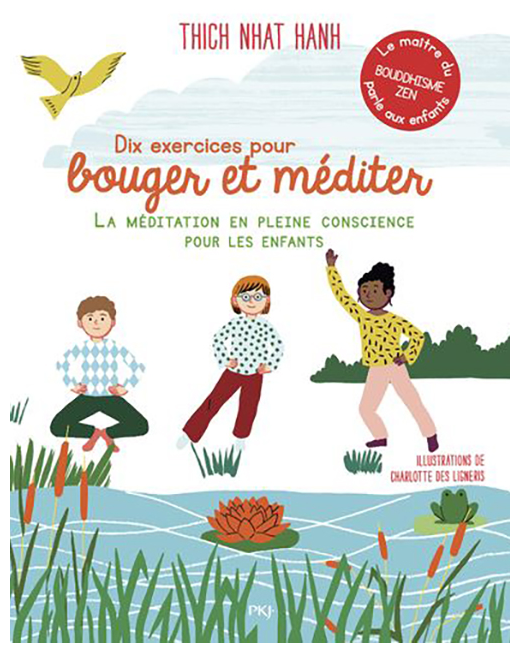 THICH NHAT HANH
Le maître du
BOUDDHISME
ZEN
parle aux enfants
Dix exercices pour
bouger et méditer
LA MÉDITATION EN PLEINE CONSCIENCE
POUR LES ENFANTS
ILLUSTRATIONS DE
CHARLOTTE DES LIGNERIS
PKJ.